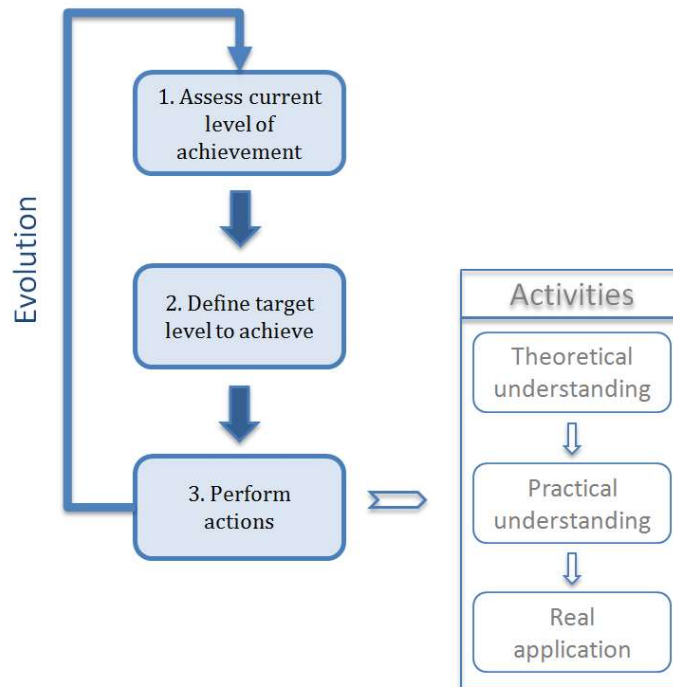 1. Assess current
level of
achievement
Evolution
2. Define target
level to achieve
3. Perform
actions
Activities
Theoretical
understanding
Practical
understanding
Real
application